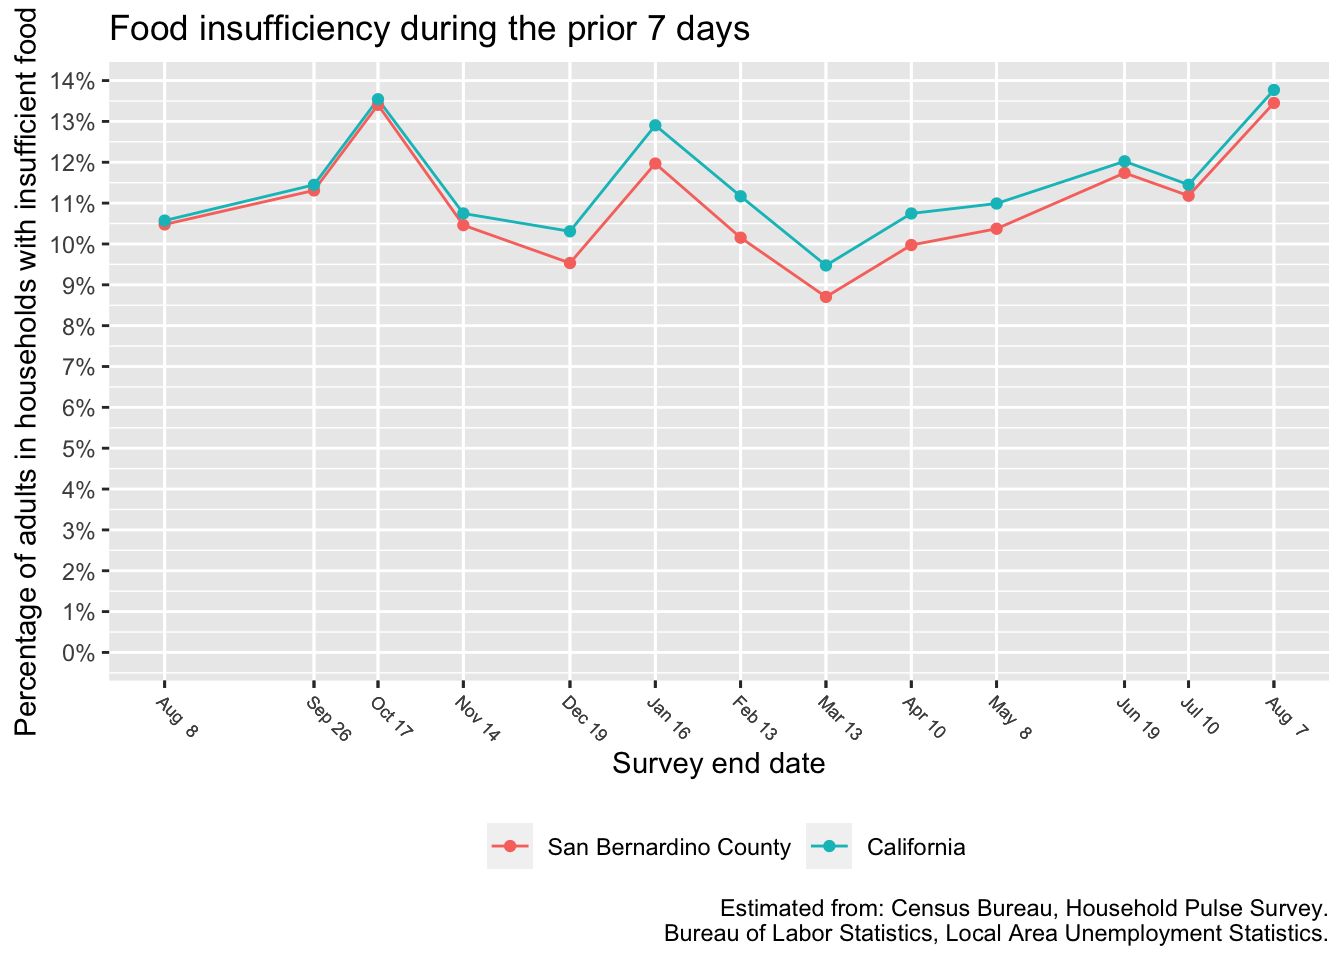 Food insufficiency during the prior 7 days
Percentage of adults in households with insufficient food
14%
13%
12%
11%
10%
9%
8%
7%
6%
5%
4%
3%
2%
1%
0%
Aug 8
Sep 26
Oct 17
Nov 14
Dec 19
Jan 16
Feb 13
Mar 13
Apr 10
May 8
Jun 19
Jul 10
Aug 7
Survey end date
San Bernardino County
California
Estimated from: Census Bureau, Household Pulse Survey.
Bureau of Labor Statistics, Local Area Unemployment Statistics.